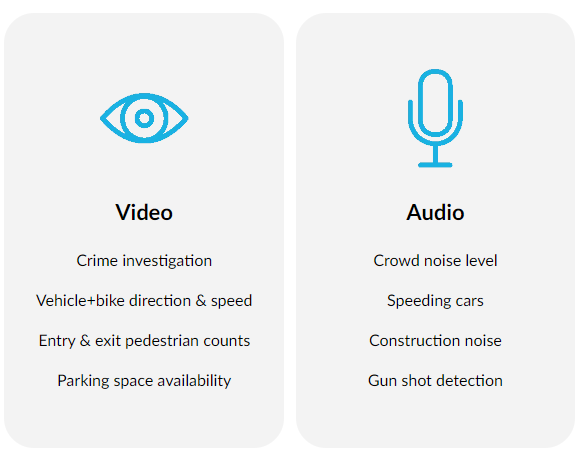 Video
Crime investigation
Vehicle+bike direction & speed
Entry & exit pedestrian counts
Parking space availability
Audio
Crowd noise level
Speeding cars
Construction noise
Gun shot detection